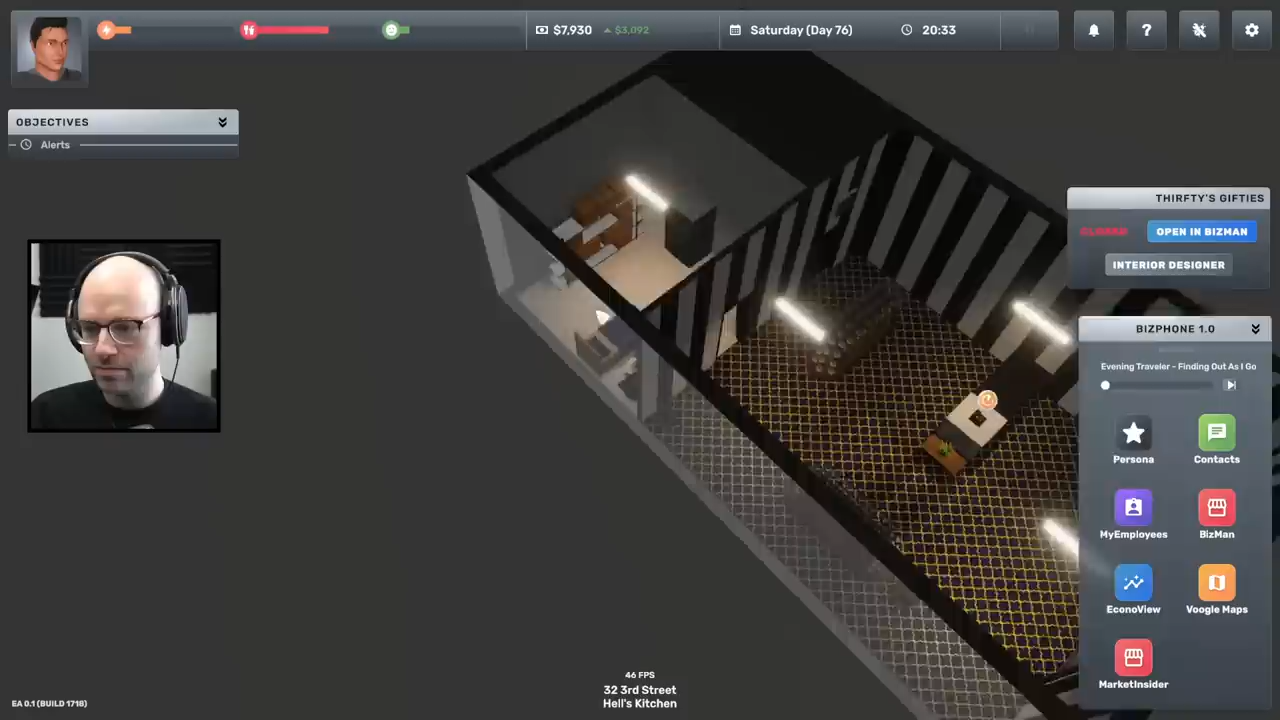 $7,930
$3,092
Saturday (Day 76)
20:33
?
OBJECTIVES
Alerts
THIRFTY'S GIFTIES
CLOSED
OPEN IN BIZMAN
INTERIOR DESIGNER
BIZPHONE 1.0
Evening Traveler - Finding Out As I Go
Persona
Contacts
MyEmployees
BizMan
EconoView
Voogle Maps
MarketInsider
46 FPS
32 3rd Street
Hell's Kitchen
EA 0.1 (BUILD 1718)